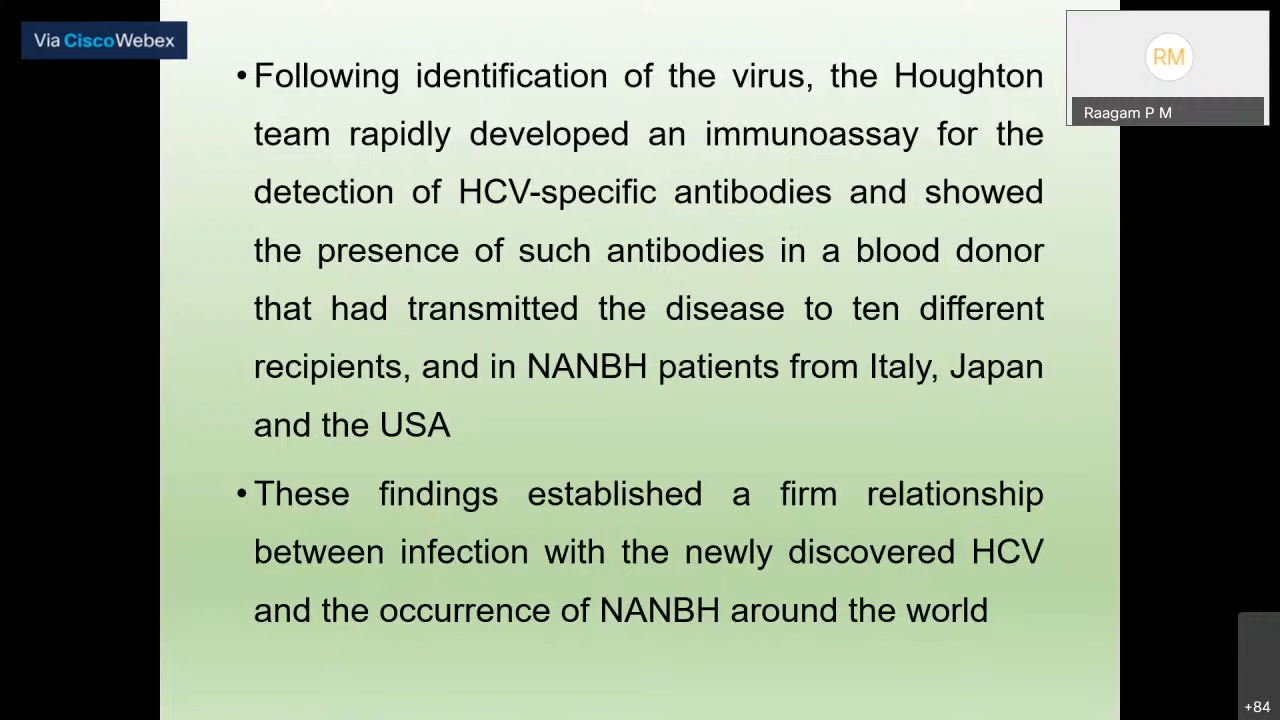 Via CiscoWebex
RM
Raagam P M
• Following identification of the virus, the Houghton
team rapidly developed an immunoassay for the
detection of HCV-specific antibodies and showed
the presence of such antibodies in a blood donor
that had transmitted the disease to ten different
recipients, and in NANBH patients from Italy, Japan
and the USA
• These findings established a firm relationship
between infection with the newly discovered HCV
and the occurrence of NANBH around the world
+84